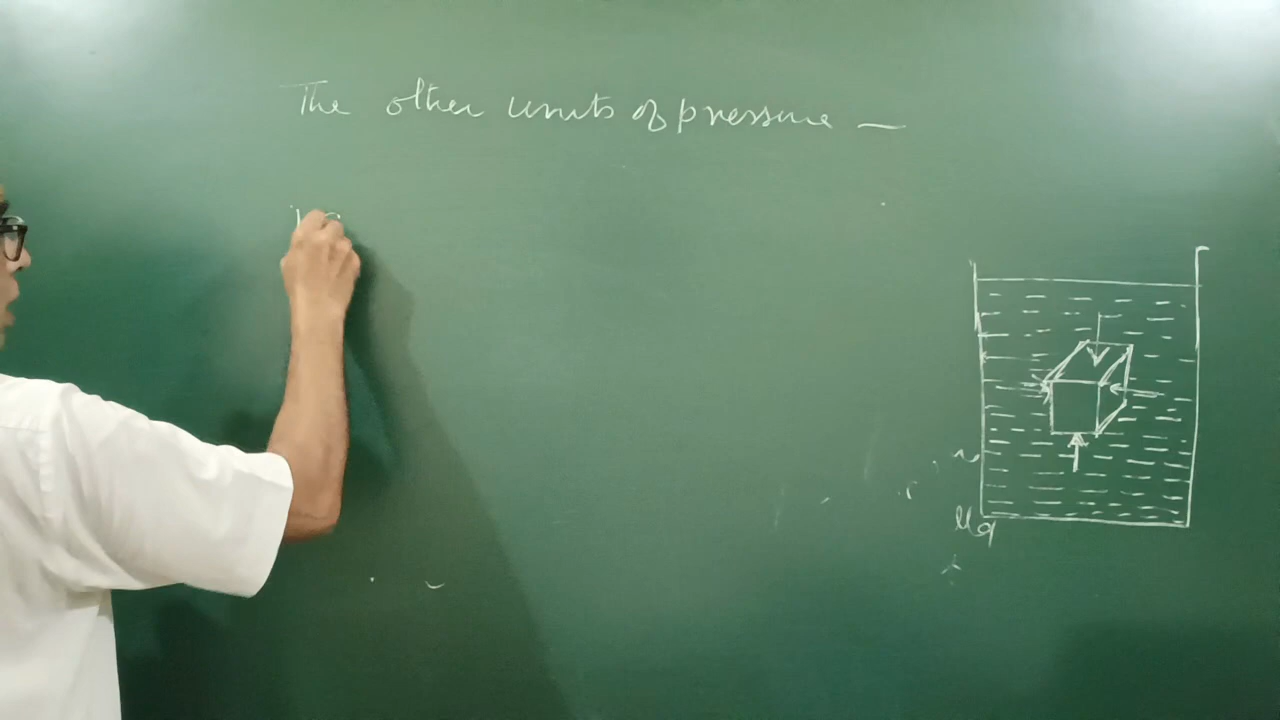 The other units of pressure —